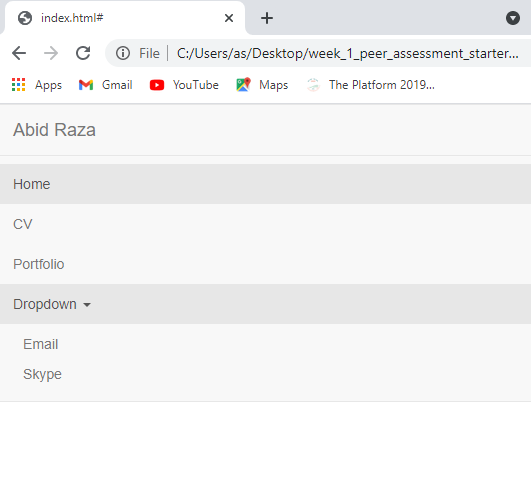 index.html#
File C:/Users/as/Desktop/week_1_peer_assessment_starter...
Apps Gmail YouTube Maps The Platform 2019...
Abid Raza
Home
CV
Portfolio
Dropdown
Email
Skype